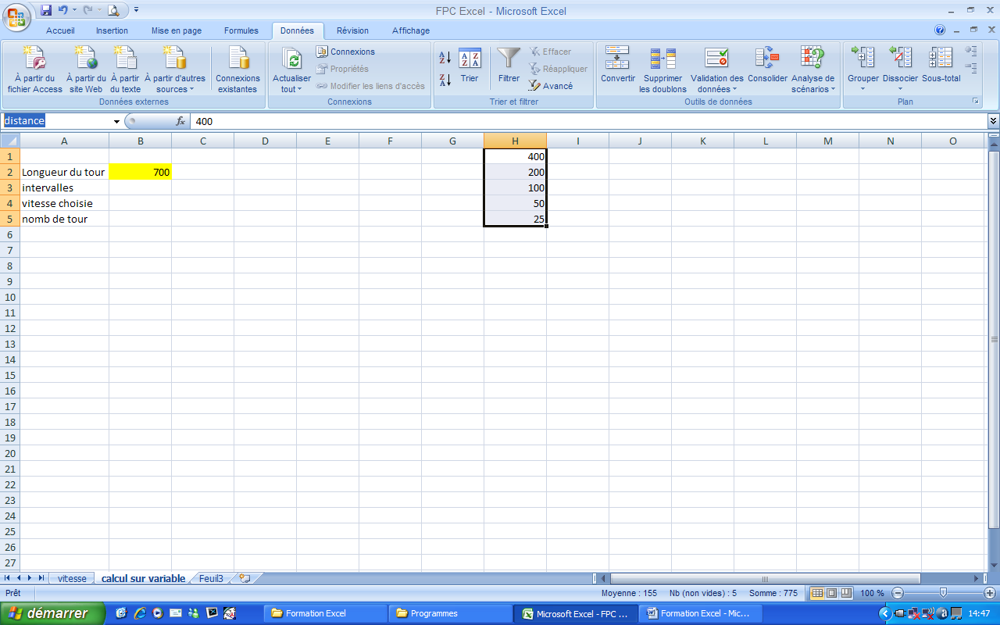 FPC Excel - Microsoft Excel
Accueil Insertion Mise en page Formules Données Révision Affichage
À partir du fichier Access
À partir du site Web
À partir du texte
À partir d'autres sources
Connexions existantes
Données externes
Actualiser tout
Connexions
Propriétés
Modifier les liens d'accès
Connexions
Trier
Filtrer
Effacer
Réappliquer
Avancé
Trier et filtrer
Convertir
Supprimer les doublons
Validation des données
Consolider
Analyse de scénarios
Outils de données
Grouper
Dissocier
Sous-total
Plan
distance fx 400
A B C D E F G H I J K L M N O
1 400
2 Longueur du tour 700 200
3 intervalles 100
4 vitesse choisie 50
5 nomb de tour 25
6
7
8
9
10
11
12
13
14
15
16
17
18
19
20
21
22
23
24
25
26
27
vitesse calcul sur variable Feuil3
Prêt Moyenne : 155 Nb (non vides) : 5 Somme : 775 100 %
démarrer Formation Excel Programmes Microsoft Excel - FPC ... Formation Excel - Mic... 14:47